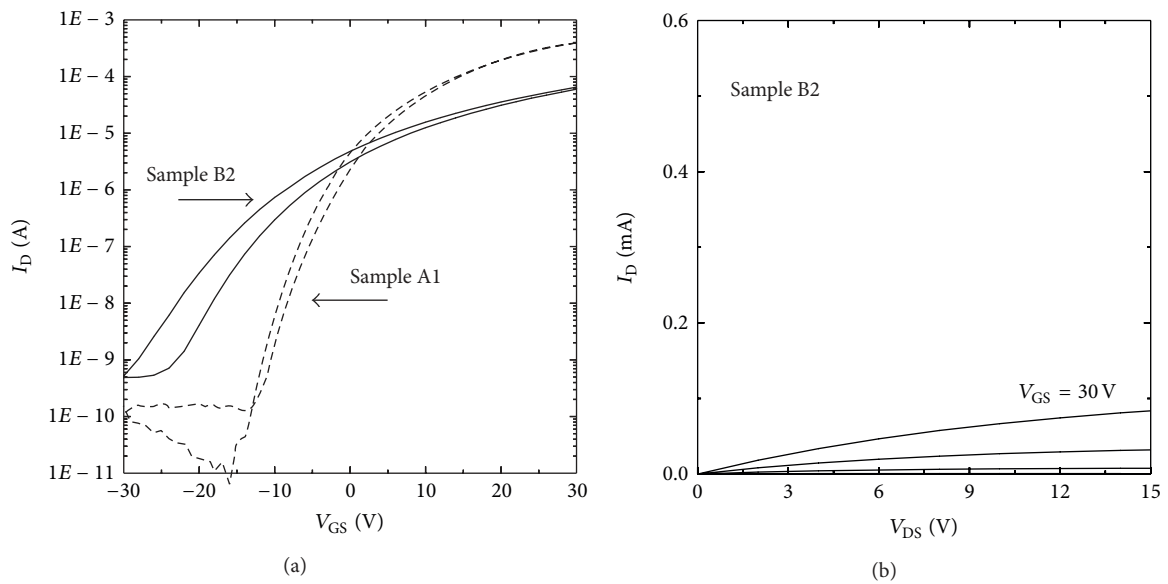 1E − 3
1E − 4
1E − 5
1E − 6
1E − 7
1E − 8
1E − 9
1E − 10
1E − 11
I_D (A)
Sample B2
Sample A1
−30 −20 −10 0 10 20 30
V_GS (V)
(a)
0.6
0.4
0.2
0.0
I_D (mA)
Sample B2
V_GS = 30 V
0 3 6 9 12 15
V_DS (V)
(b)